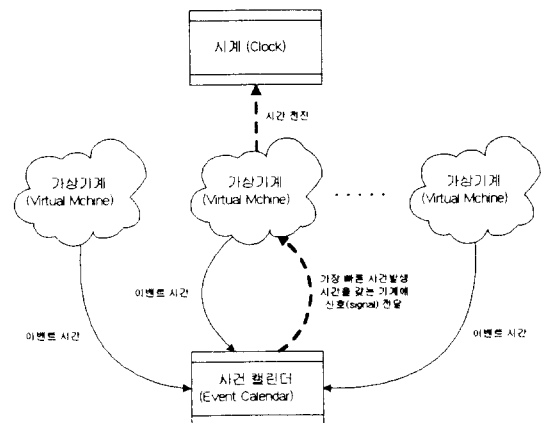 시계 (Clock)
시간 전진
가상기계
(Virtual Mchine)
가상기계
(Virtual Mchine)
. . . . .
가상기계
(Virtual Mchine)
이벤트 시간
가장 빠른 사건발생
시간을 갖는 기계에
신호(signal) 전달
이벤트 시간
이벤트 시간
사건 캘린더
(Event Calendar)